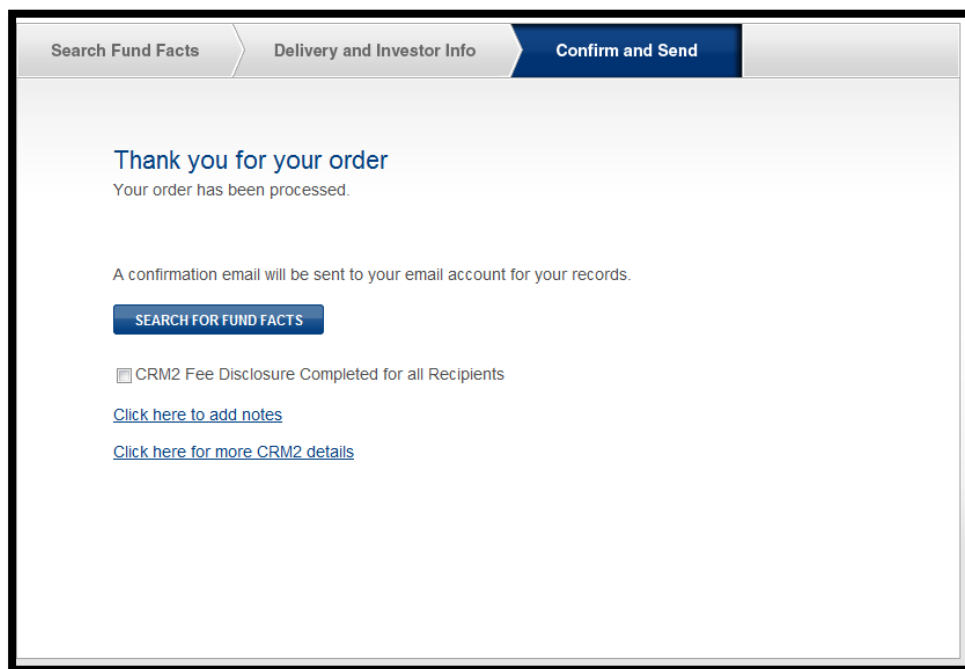 Search Fund Facts
Delivery and Investor Info
Confirm and Send
Thank you for your order
Your order has been processed.
A confirmation email will be sent to your email account for your records.
SEARCH FOR FUND FACTS
CRM2 Fee Disclosure Completed for all Recipients
Click here to add notes
Click here for more CRM2 details